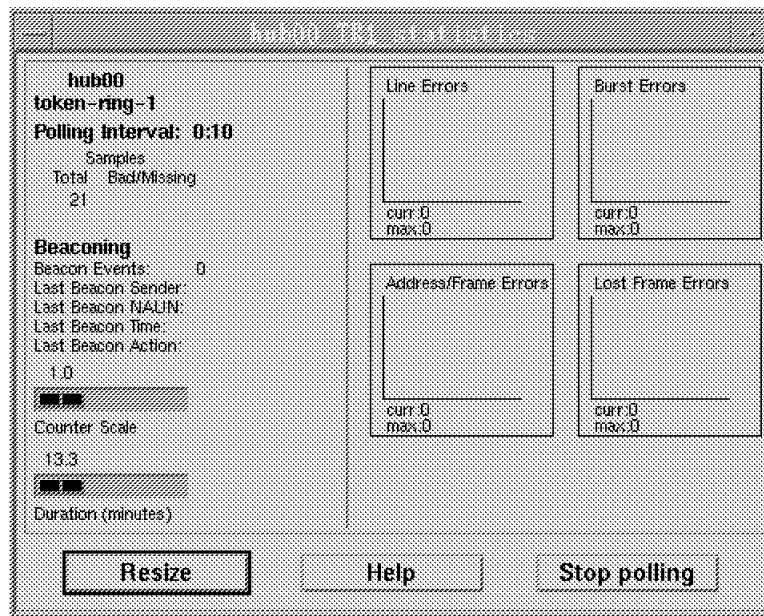 hub00 TR1 statistics
hub00
token-ring-1
Polling Interval: 0:10
Samples
Total Bad/Missing
21
Beaconing
Beacon Events: 0
Last Beacon Sender:
Last Beacon NAUN:
Last Beacon Time:
Last Beacon Action:
1.0
Counter Scale
13.3
Duration (minutes)
Line Errors
curr:0
max:0
Burst Errors
curr:0
max:0
Address/Frame Errors
curr:0
max:0
Lost Frame Errors
curr:0
max:0
Resize Help Stop polling